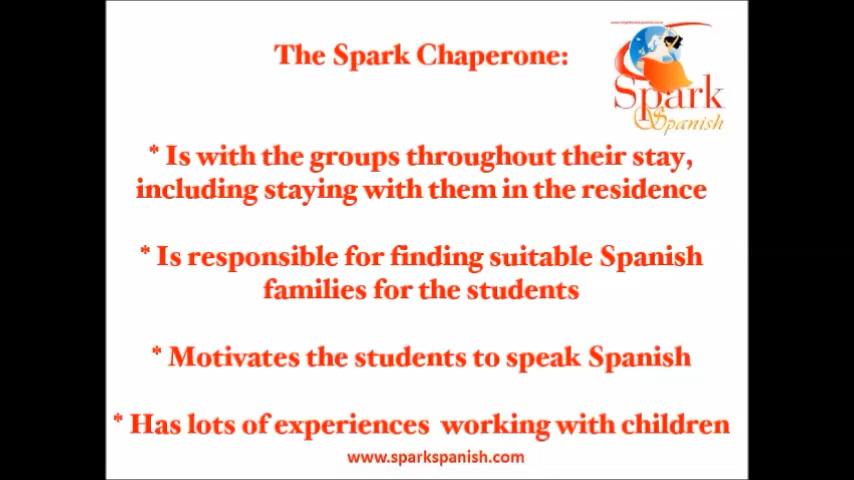 The Spark Chaperone:
Spark
Spanish
* Is with the groups throughout their stay,
including staying with them in the residence
* Is responsible for finding suitable Spanish
families for the students
* Motivates the students to speak Spanish
* Has lots of experiences  working with children
www.sparkspanish.com